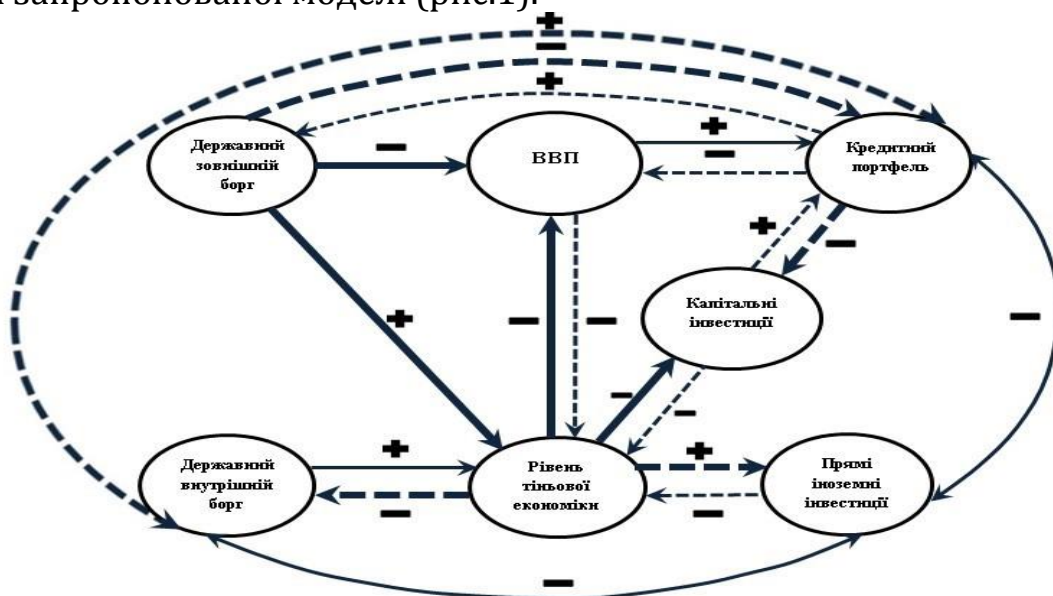 запропонованої моделі (рис.1).
+
−
+
Державний
зовнішній
борг
−
ВВП
+
−
Кредитний
портфель
+
−
Капітальні
інвестиції
+
−
−
−
−
−
Державний
внутрішній
борг
+
−
Рівень
тіньової
економіки
+
−
Прямі
іноземні
інвестиції
−